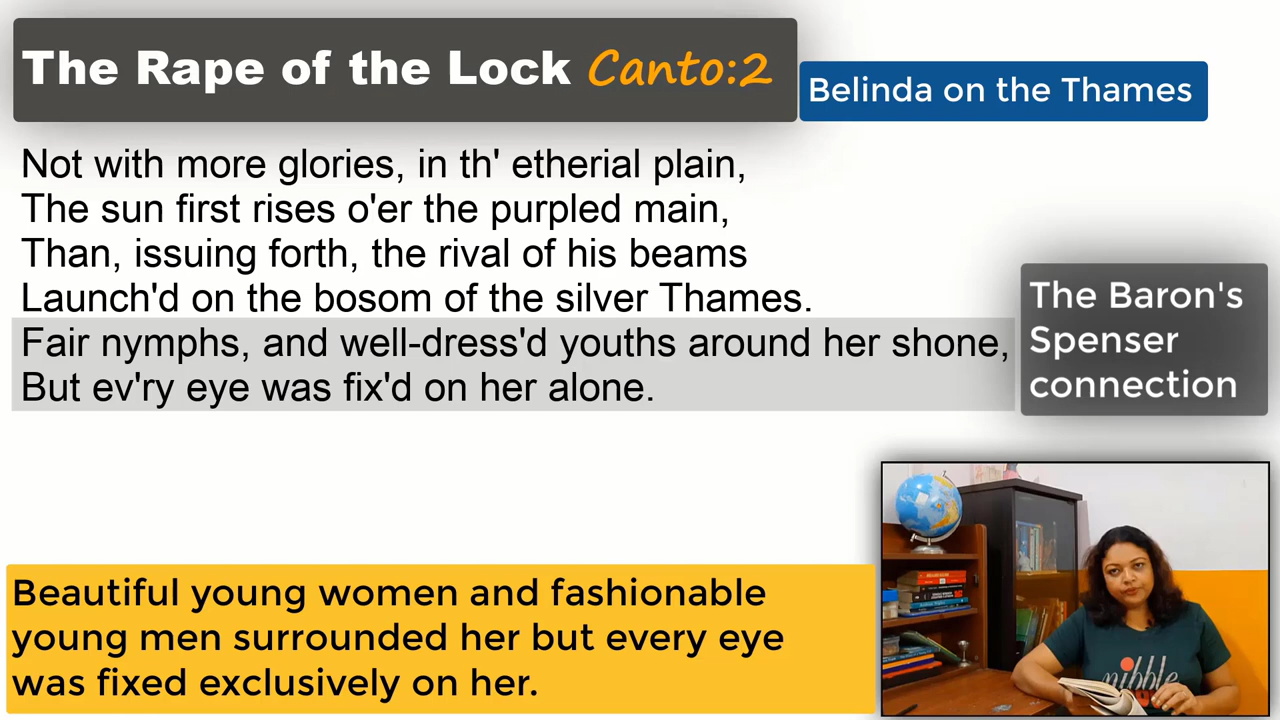 The Rape of the Lock Canto:2
Belinda on the Thames
Not with more glories, in th' etherial plain,
The sun first rises o'er the purpled main,
Than, issuing forth, the rival of his beams
Launch'd on the bosom of the silver Thames.
Fair nymphs, and well-dress'd youths around her shone,
But ev'ry eye was fix'd on her alone.
The Baron's
Spenser
connection
Beautiful young women and fashionable
young men surrounded her but every eye
was fixed exclusively on her.
nibble